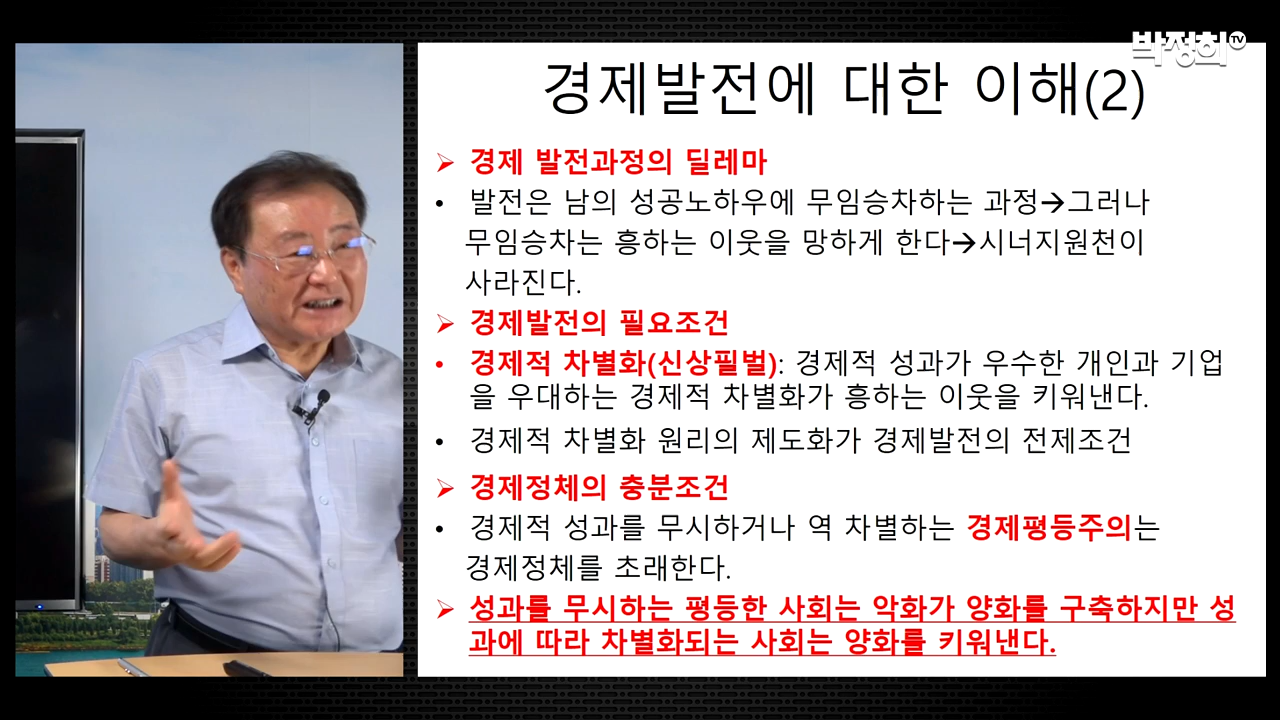 박정희TV
경제발전에 대한 이해(2)
➢ 경제 발전과정의 딜레마
• 발전은 남의 성공노하우에 무임승차하는 과정→그러나
무임승차는 흥하는 이웃을 망하게 한다→시너지원천이
사라진다.
➢ 경제발전의 필요조건
• 경제적 차별화(신상필벌): 경제적 성과가 우수한 개인과 기업
을 우대하는 경제적 차별화가 흥하는 이웃을 키워낸다.
• 경제적 차별화 원리의 제도화가 경제발전의 전제조건
➢ 경제정체의 충분조건
• 경제적 성과를 무시하거나 역 차별하는 경제평등주의는
경제정체를 초래한다.
➢ 성과를 무시하는 평등한 사회는 악화가 양화를 구축하지만 성
과에 따라 차별화되는 사회는 양화를 키워낸다.